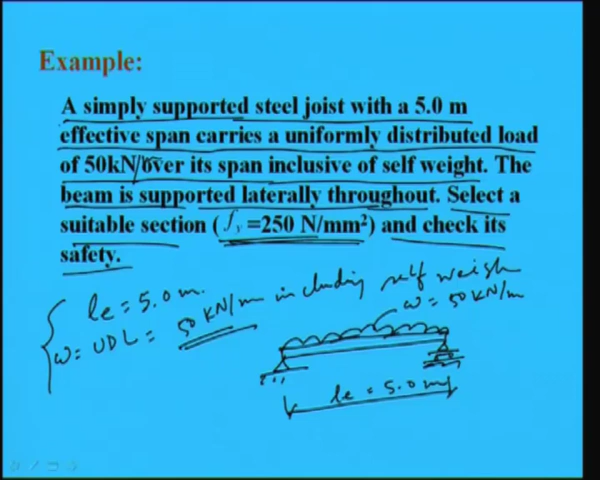 Example:
A simply supported steel joist with a 5.0 m
effective span carries a uniformly distributed load
of 50kN/over its span inclusive of self weight. The
beam is supported laterally throughout. Select a
suitable section ( fy =250 N/mm²) and check its
safety.
le = 5.0 m.
w = UDL = 50 kN/m including self weigh
w = 50 kN/m
le = 5.0 m